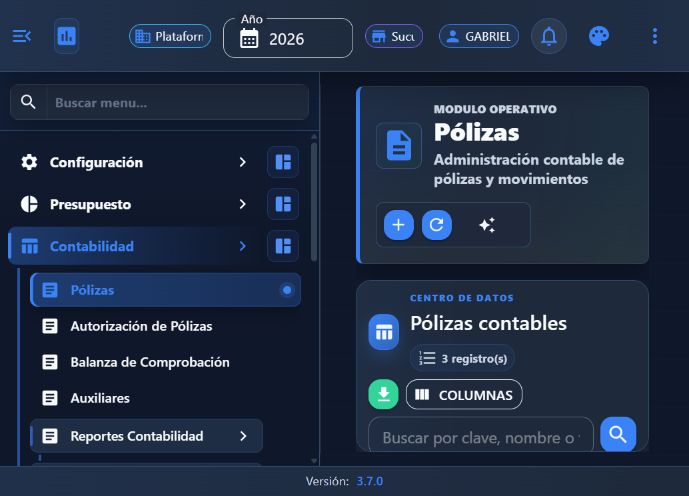 Plataform
Año
2026
Suc
GABRIEL
Buscar menu...
Configuración
Presupuesto
Contabilidad
Pólizas
Autorización de Pólizas
Balanza de Comprobación
Auxiliares
Reportes Contabilidad
MODULO OPERATIVO
Pólizas
Administración contable de
pólizas y movimientos
CENTRO DE DATOS
Pólizas contables
3 registro(s)
COLUMNAS
Buscar por clave, nombre o
Versión: 3.7.0